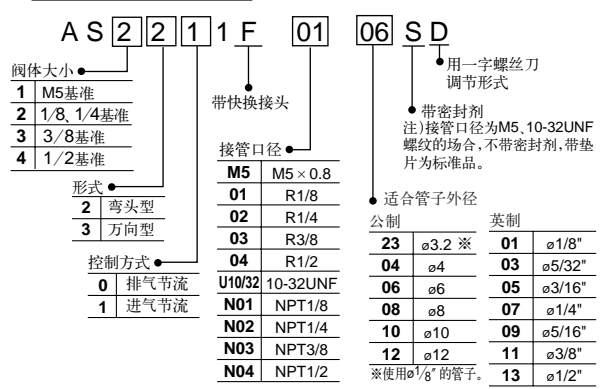 AS2211F 01 06 SD
阀体大小
1 M5基准
2 1/8、1/4基准
3 3/8基准
4 1/2基准
形式
2 弯头型
3 万向型
控制方式
0 排气节流
1 进气节流
带快换接头
接管口径
M5 M5×0.8
01 R1/8
02 R1/4
03 R3/8
04 R1/2
U10/32 10-32UNF
N01 NPT1/8
N02 NPT1/4
N03 NPT3/8
N04 NPT1/2
用一字螺丝刀
调节形式
带密封剂
注)接管口径为M5、10-32UNF
螺纹的场合,不带密封剂,带垫
片为标准品。
适合管子外径
公制
23 ø3.2 ※
04 ø4
06 ø6
08 ø8
10 ø10
12 ø12
※使用ø1/8″的管子。
英制
01 ø1/8"
03 ø5/32"
05 ø3/16"
07 ø1/4"
09 ø5/16"
11 ø3/8"
13 ø1/2"